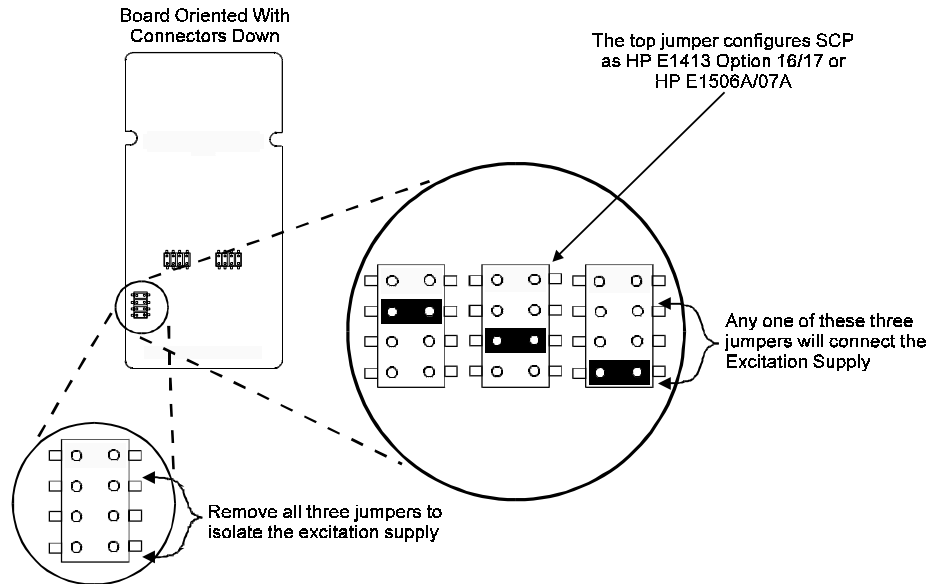 Board Oriented With
Connectors Down
The top jumper configures SCP
as HP E1413 Option 16/17 or
HP E1506A/07A
Any one of these three
jumpers will connect the
Excitation Supply
Remove all three jumpers to
isolate the excitation supply